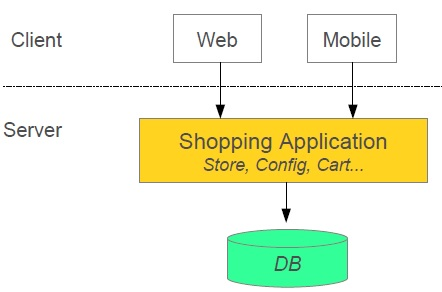 Client
Web
Mobile
Server
Shopping Application
Store, Config, Cart...
DB